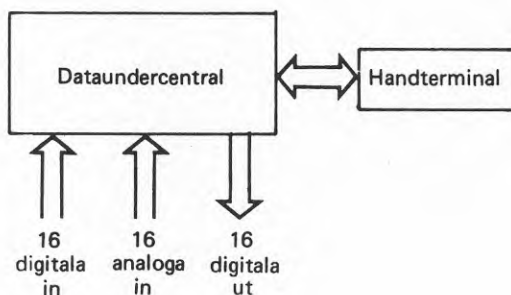 Dataundercentral
Handterminal
16
digitala
in
16
analoga
in
16
digitala
ut